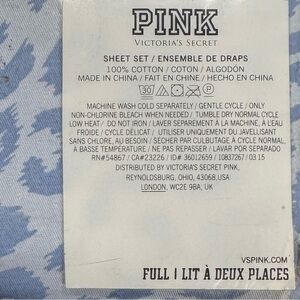 PINK
VICTORIA'S SECRET
SHEET SET / ENSEMBLE DE DRAPS
100% COTTON / COTON / ALGODÓN
MADE IN CHINA / FAIT EN CHINE / HECHO EN CHINA
30
MACHINE WASH COLD SEPARATELY / GENTLE CYCLE / ONLY
NON-CHLORINE BLEACH WHEN NEEDED / TUMBLE DRY NORMAL CYCLE
LOW HEAT / DO NOT IRON / LAVER SEPAREMENT A LA MACHINE, A L'EAU
FROIDE / CYCLE DÉLICAT / UTILISER UNIQUEMENT DU JAVELLISANT
SANS CHLORE, AU BESOIN / SÉCHER PAR CULBUTAGE À CYCLE NORMAL,
A BASSE TEMPÉRATURE / NE PAS REPASSER / LAVAR POR SEPARADO
RN#54867 / CA#23226 / ID# 36012659 / 10837267 / 03 15
DISTRIBUTED BY VICTORIA'S SECRET PINK,
REYNOLDSBURG, OHIO, 43068,USA
LONDON, WC2E 9BA, UK
VSPINK.COM
FULL | LIT À DEUX PLACES